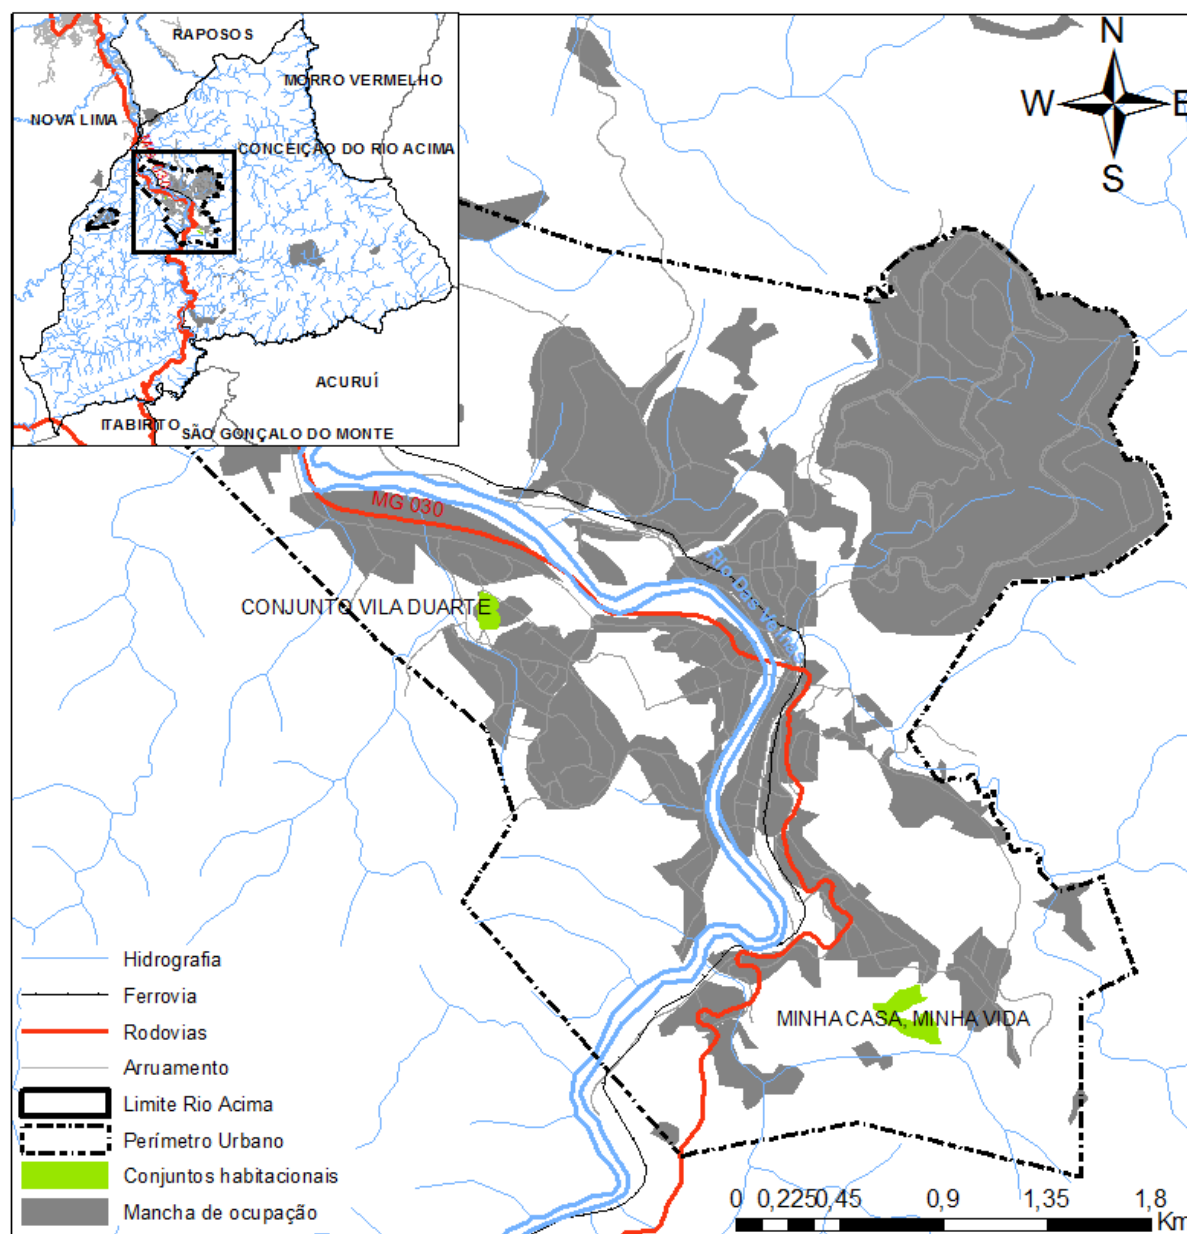 RAPOSOS
MORRO VERMELHO
NOVA LIMA
CONCEIÇÃO DO RIO ACIMA
ACURUÍ
ITABIRITO
SÃO GONÇALO DO MONTE
N
W
E
S
MG 030
Rio Das Velhas
CONJUNTO VILA DUARTE
MINHA CASA, MINHA VIDA
Hidrografia
Ferrovia
Rodovias
Arruamento
Limite Rio Acima
Perímetro Urbano
Conjuntos habitacionais
Mancha de ocupação
0 0,225 0,45 0,9 1,35 1,8
Km